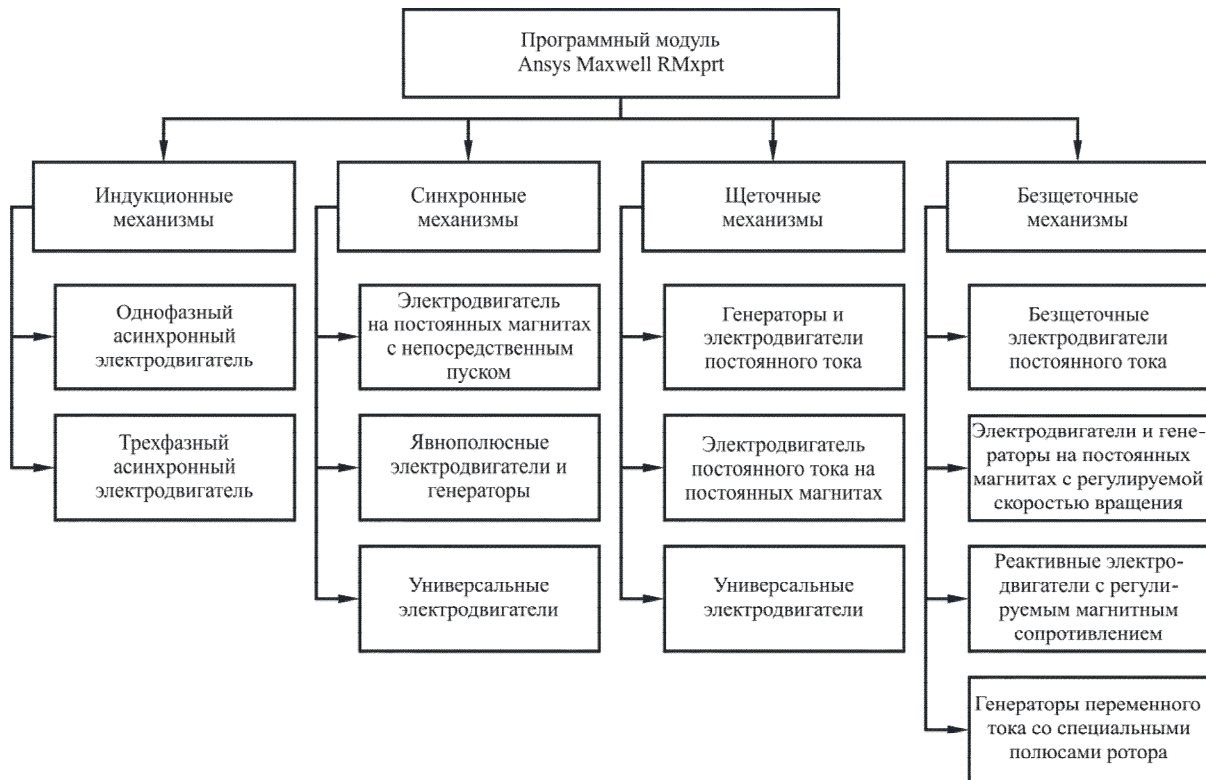 Программный модуль
Ansys Maxwell RMxprt
Индукционные
механизмы
Однофазный
асинхронный
электродвигатель
Трехфазный
асинхронный
электродвигатель
Синхронные
механизмы
Электродвигатель
на постоянных магнитах
с непосредственным
пуском
Явнополюсные
электродвигатели и
генераторы
Универсальные
электродвигатели
Щеточные
механизмы
Генераторы и
электродвигатели
постоянного тока
Электродвигатель
постоянного тока на
постоянных магнитах
Универсальные
электродвигатели
Безщеточные
механизмы
Безщеточные
электродвигатели
постоянного тока
Электродвигатели и гене-
раторы на постоянных
магнитах с регулируемой
скоростью вращения
Реактивные электро-
двигатели с регули-
руемым магнитным
сопротивлением
Генераторы переменного
тока со специальными
полюсами ротора